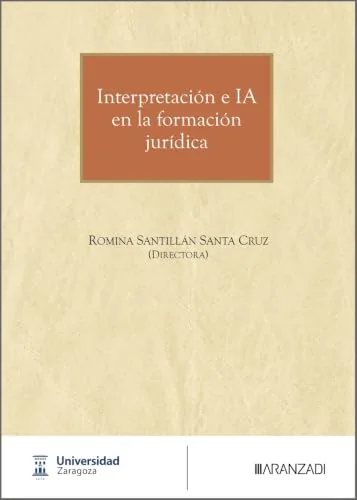 Interpretación e IA
en la formación
jurídica
ROMINA SANTILLÁN SANTA CRUZ
(DIRECTORA)
Universidad
Zaragoza
ARANZADI